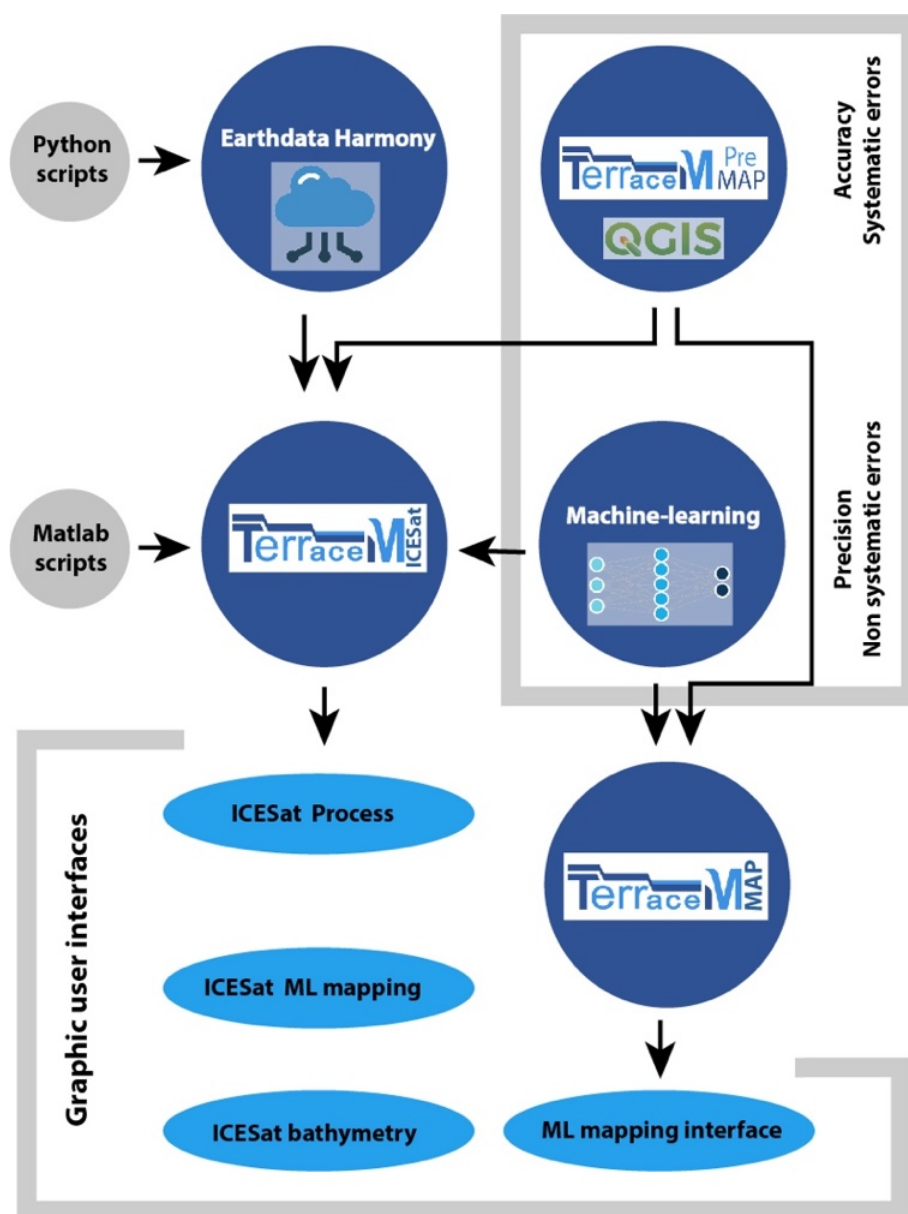 Python
scripts
Earthdata Harmony
TerraceM Pre
MAP
QGIS
Accuracy
Systematic errors
Matlab
scripts
TerraceM ICESat
Machine-learning
Precision
Non systematic errors
Graphic user interfaces
ICESat Process
TerraceM MAP
ICESat ML mapping
ICESat bathymetry
ML mapping interface